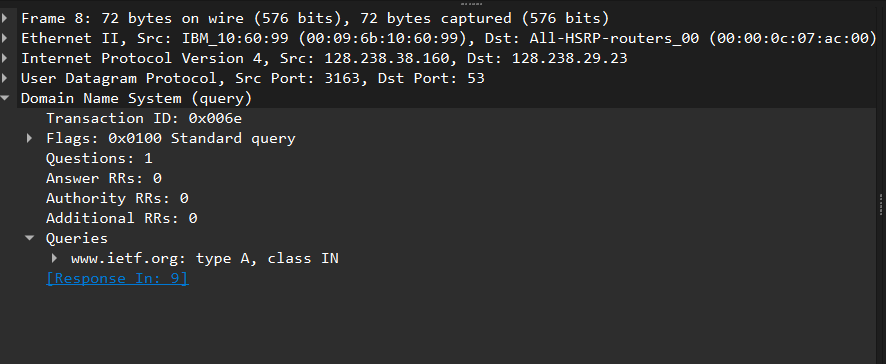 Frame 8: 72 bytes on wire (576 bits), 72 bytes captured (576 bits)
Ethernet II, Src: IBM_10:60:99 (00:09:6b:10:60:99), Dst: All-HSRP-routers_00 (00:00:0c:07:ac:00)
Internet Protocol Version 4, Src: 128.238.38.160, Dst: 128.238.29.23
User Datagram Protocol, Src Port: 3163, Dst Port: 53
Domain Name System (query)
Transaction ID: 0x006e
Flags: 0x0100 Standard query
Questions: 1
Answer RRs: 0
Authority RRs: 0
Additional RRs: 0
Queries
www.ietf.org: type A, class IN
[Response In: 9]